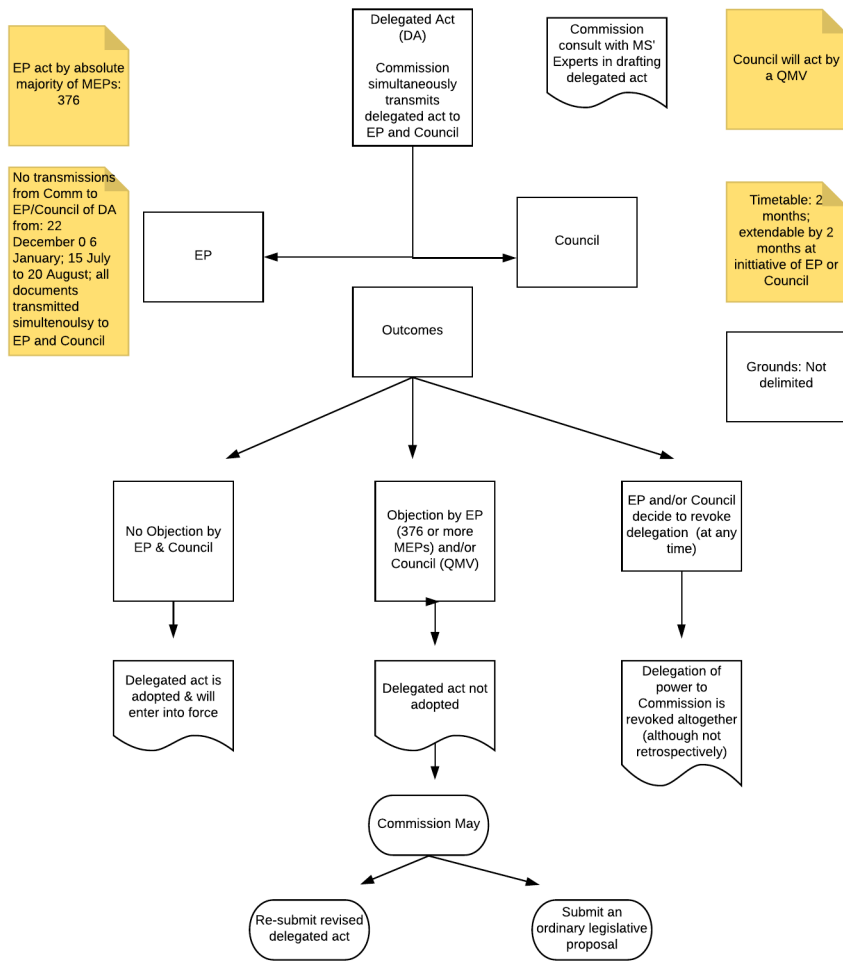 EP act by absolute
majority of MEPs:
376
Delegated Act
(DA)
Commission
simultaneously
transmits
delegated act to
EP and Council
Commission
consult with MS'
Experts in drafting
delegated act
Council will act by
a QMV
No transmissions
from Comm to
EP/Council of DA
from: 22
December 0 6
January; 15 July
to 20 August; all
documents
transmitted
simultenoulsy to
EP and Council
EP
Council
Timetable: 2
months;
extendable by 2
months at
inittiative of EP or
Council
Outcomes
Grounds: Not
delimited
No Objection by
EP & Council
Objection by EP
(376 or more
MEPs) and/or
Council (QMV)
EP and/or Council
decide to revoke
delegation (at any
time)
Delegated act is
adopted & will
enter into force
Delegated act not
adopted
Delegation of
power to
Commission is
revoked altogether
(although not
retrospectively)
Commission May
Re-submit revised
delegated act
Submit an
ordinary legislative
proposal